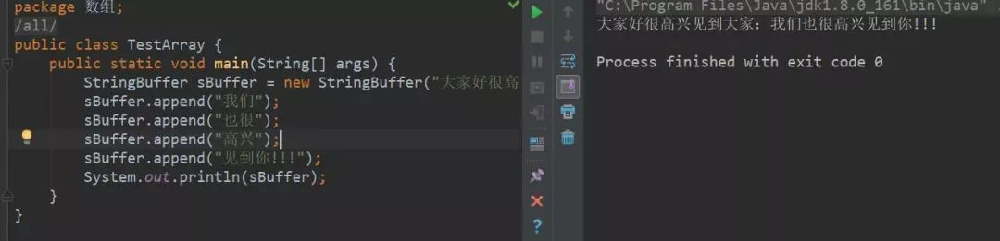 package 数组;
/all/
public class TestArray {
public static void main(String[] args) {
StringBuffer sBuffer = new StringBuffer("大家好很高
sBuffer.append("我们");
sBuffer.append("也很");
sBuffer.append("高兴");
sBuffer.append("见到你!!!");
System.out.println(sBuffer);
}
}
"C:\Program Files\Java\jdk1.8.0_161\bin\java" .
大家好很高兴见到大家：我们也很高兴见到你!!!
Process finished with exit code 0